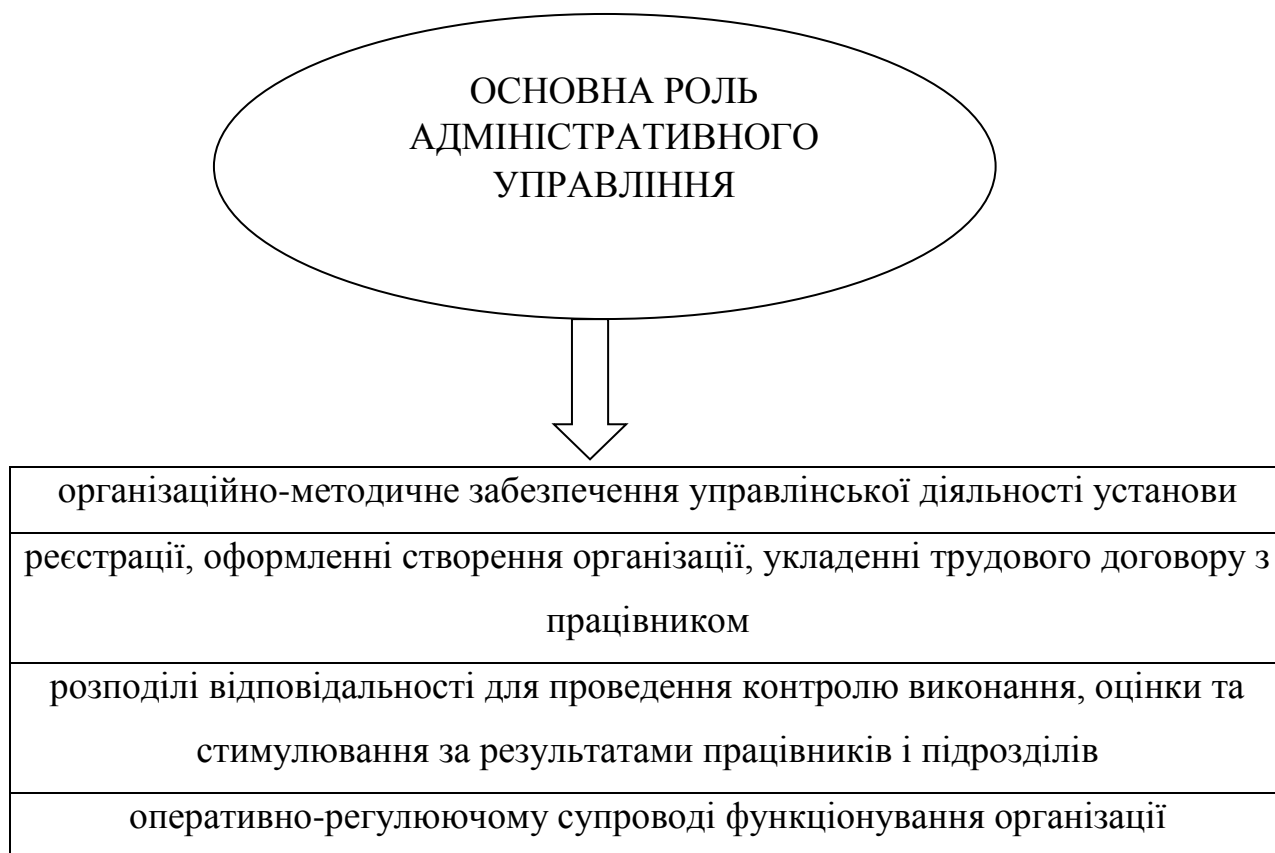 ОСНОВНА РОЛЬ
АДМІНІСТРАТИВНОГО
УПРАВЛІННЯ
організаційно-методичне забезпечення управлінської діяльності установи
реєстрації, оформленні створення організації, укладенні трудового договору з
працівником
розподілі відповідальності для проведення контролю виконання, оцінки та
стимулювання за результатами працівників і підрозділів
оперативно-регулюючому супроводі функціонування організації